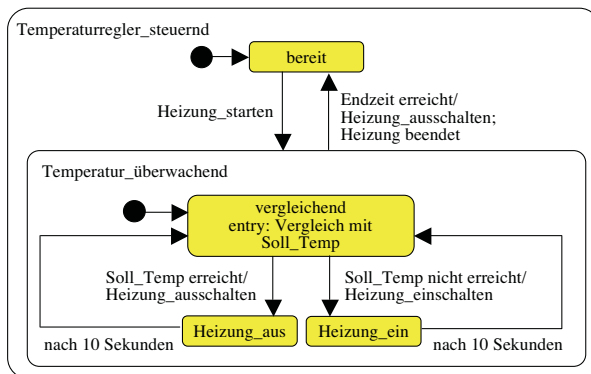 Temperaturregler_steuernd
bereit
Heizung_starten
Endzeit erreicht/
Heizung_ausschalten;
Heizung beendet
Temperatur_überwachend
vergleichend
entry: Vergleich mit
Soll_Temp
Soll_Temp erreicht/
Heizung_ausschalten
Soll_Temp nicht erreicht/
Heizung_einschalten
Heizung_aus
Heizung_ein
nach 10 Sekunden
nach 10 Sekunden